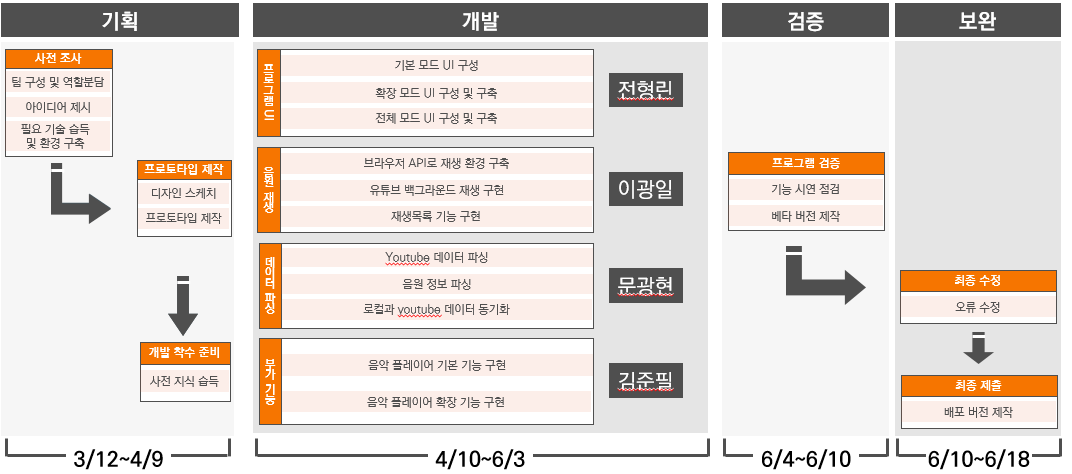 기획
사전 조사
팀 구성 및 역할분담
아이디어 제시
필요 기술 습득
및 환경 구축
프로토타입 제작
디자인 스케치
프로토타입 제작
개발 착수 준비
사전 지식 습득
3/12~4/9
개발
프로그램 UI
기본 모드 UI 구성
확장 모드 UI 구성 및 구축
전체 모드 UI 구성 및 구축
전형린
음원 재생
브라우저 API로 재생 환경 구축
유튜브 백그라운드 재생 구현
재생목록 기능 구현
이광일
데이터 파싱
Youtube 데이터 파싱
음원 정보 파싱
로컬과 youtube 데이터 동기화
문광현
부가 기능
음악 플레이어 기본 기능 구현
음악 플레이어 확장 기능 구현
김준필
4/10~6/3
검증
프로그램 검증
기능 시연 점검
베타 버전 제작
6/4~6/10
보완
최종 수정
오류 수정
최종 제출
배포 버전 제작
6/10~6/18